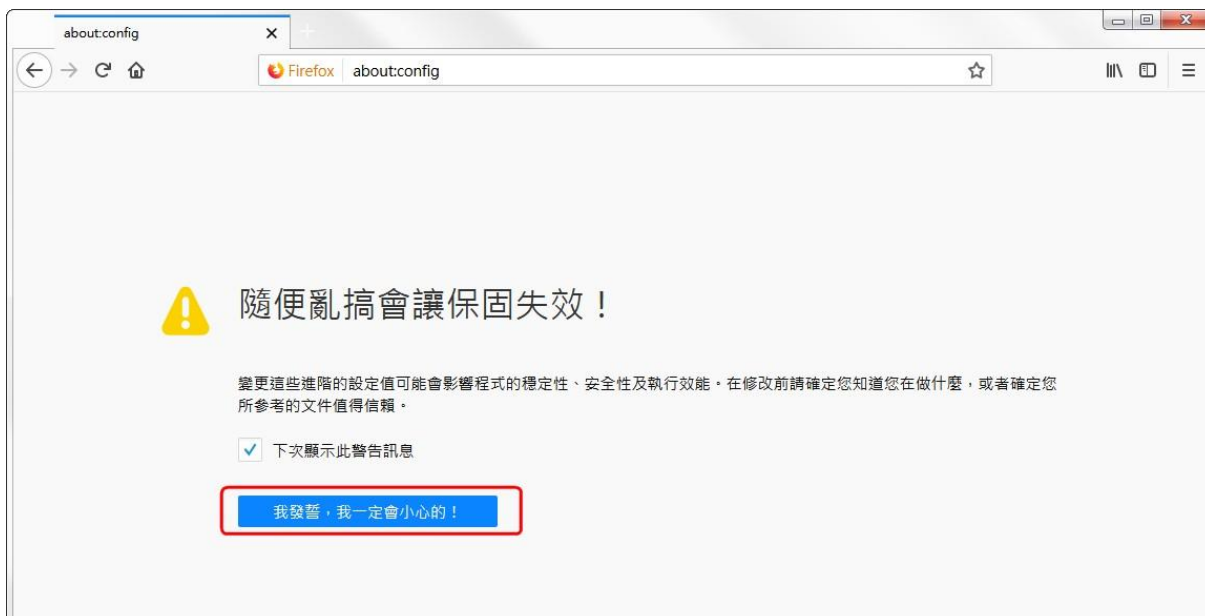 about:config
Firefox about:config
隨便亂搞會讓保固失效！
變更這些進階的設定值可能會影響程式的穩定性、安全性及執行效能。在修改前請確定您知道您在做什麼，或者確定您
所參考的文件值得信賴。
下次顯示此警告訊息
我發誓，我一定會小心的！